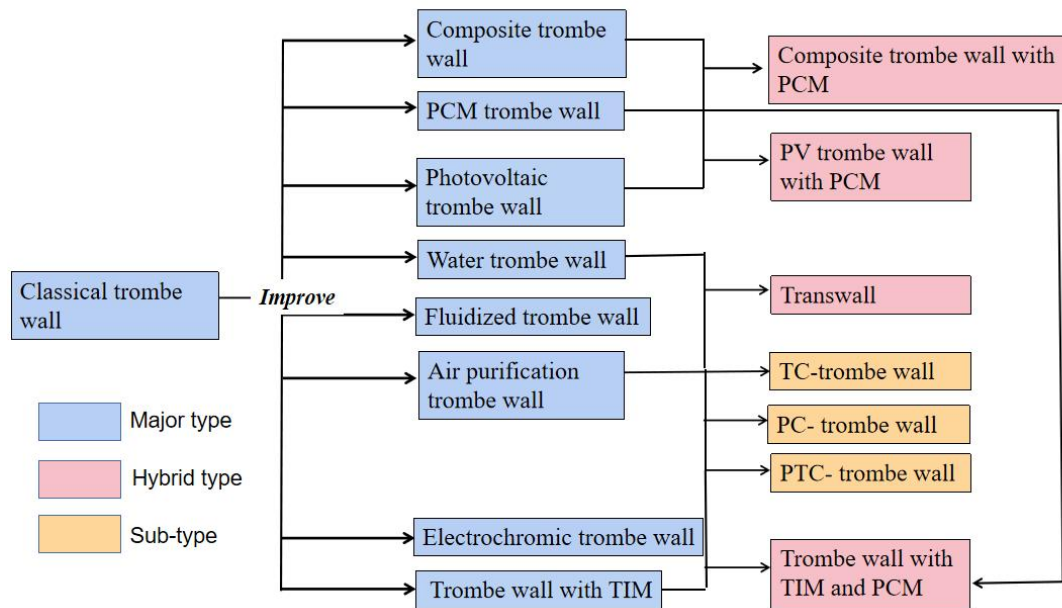 Composite trombe
wall
PCM trombe wall
Photovoltaic
trombe wall
Water trombe wall
Fluidized trombe wall
Air purification
trombe wall
Electrochromic trombe wall
Trombe wall with TIM
Classical trombe
wall
Improve
Composite trombe wall with
PCM
PV trombe wall
with PCM
Transwall
TC-trombe wall
PC- trombe wall
PTC- trombe wall
Trombe wall with
TIM and PCM
Major type
Hybrid type
Sub-type